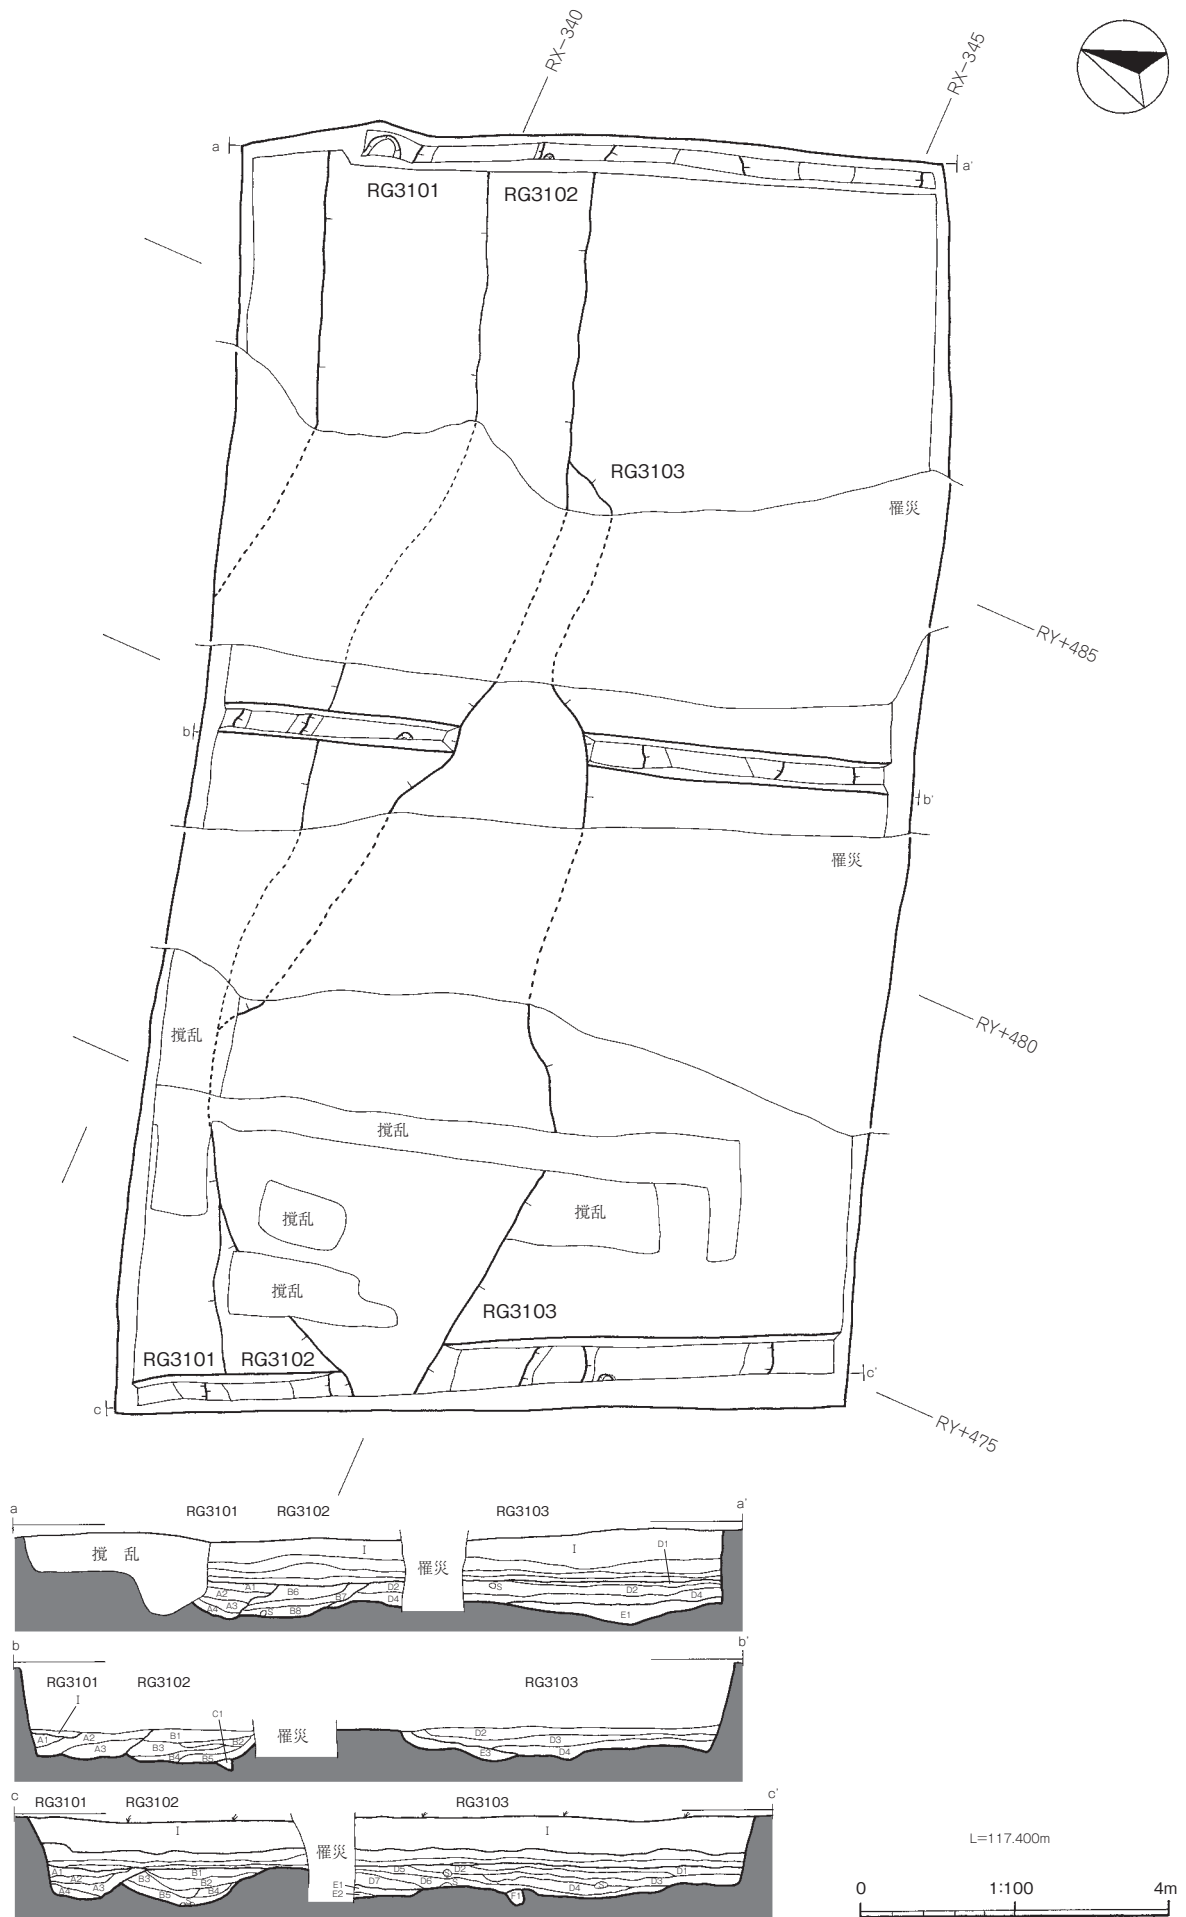 RX−340
RX−345
a
a'
RG3101
RG3102
RG3103
罹災
RY+485
b
b'
罹災
RY+480
撹乱
撹乱
撹乱
撹乱
撹乱
RG3103
RG3101
RG3102
c
c'
RY+475
a
RG3101
RG3102
RG3103
a'
撹 乱
I
罹災
I
D1
A1
A2
A3
A4
B6
B7
B8
S
D2
D4
S
D2
D4
E1
b
b'
RG3101
RG3102
RG3103
I
C1
罹災
A1
A2
A3
B1
B2
B3
B4
B5
D2
D3
D4
E3
c
RG3101
RG3102
RG3103
c'
I
罹災
I
A1
A2
A3
A4
B1
B2
B3
B4
B5
D5
D2
D1
D7
D6
S
D4
S
D3
E1
E2
F1
L=117.400m
0
1:100
4m